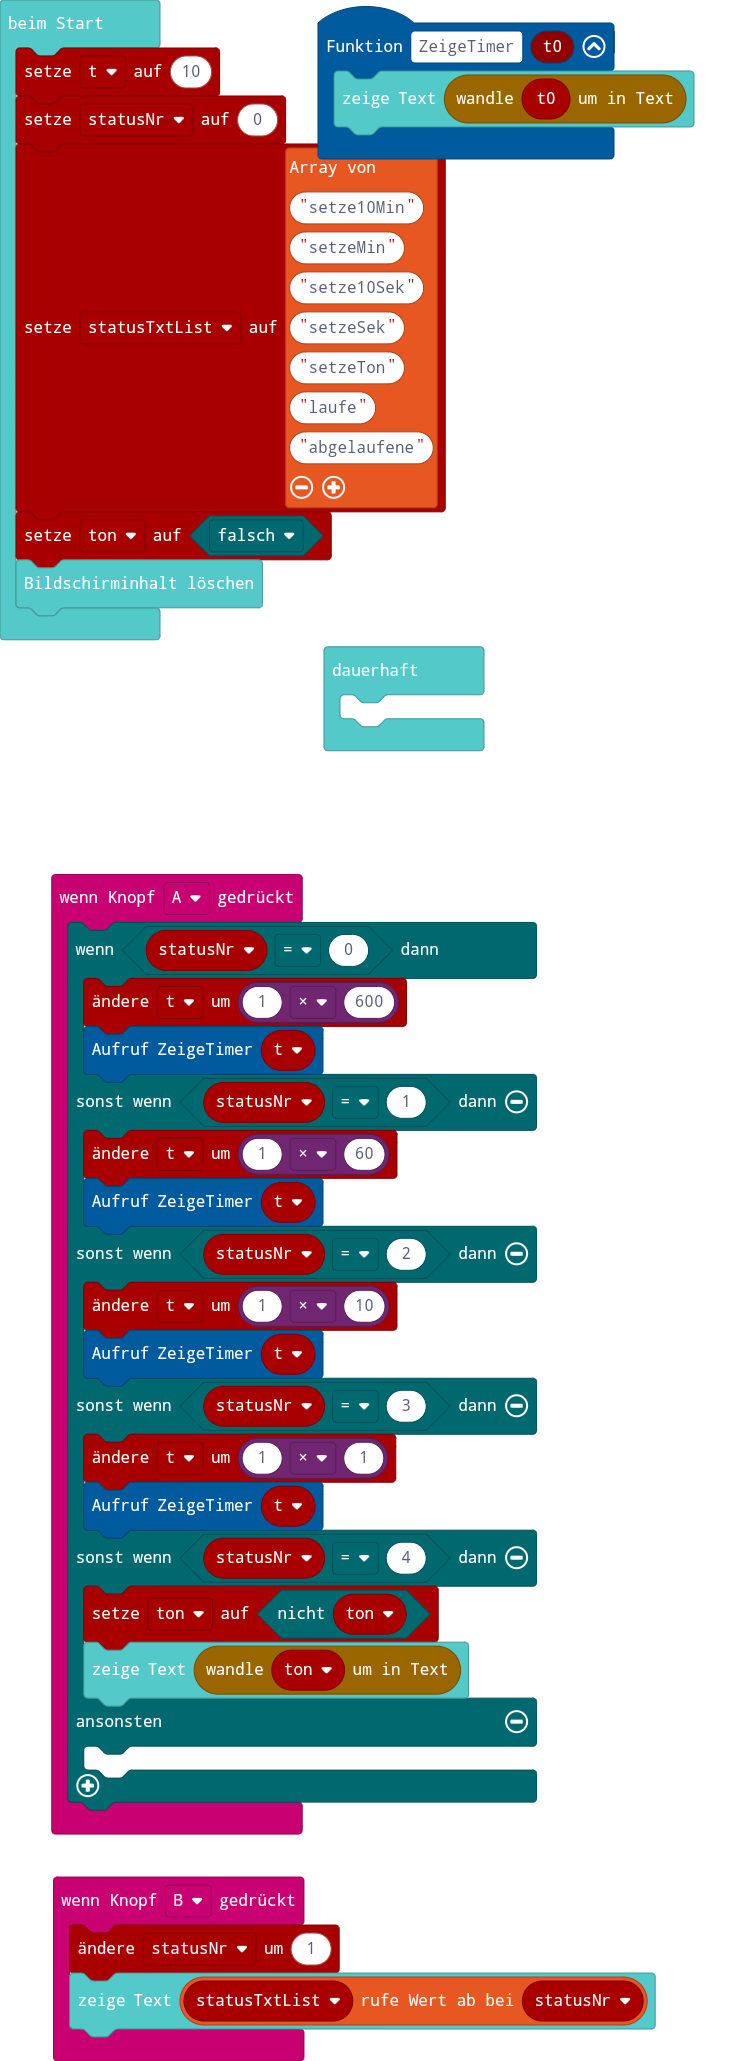 beim Start
setze t auf 10
setze statusNr auf 0
setze statusTxtList auf
Array von
"setze10Min"
"setzeMin"
"setze10Sek"
"setzeSek"
"setzeTon"
"laufe"
"abgelaufene"
setze ton auf falsch
Bildschirminhalt löschen
Funktion ZeigeTimer t0
zeige Text wandle t0 um in Text
dauerhaft
wenn Knopf A gedrückt
wenn statusNr = 0 dann
ändere t um 1 × 600
Aufruf ZeigeTimer t
sonst wenn statusNr = 1 dann
ändere t um 1 × 60
Aufruf ZeigeTimer t
sonst wenn statusNr = 2 dann
ändere t um 1 × 10
Aufruf ZeigeTimer t
sonst wenn statusNr = 3 dann
ändere t um 1 × 1
Aufruf ZeigeTimer t
sonst wenn statusNr = 4 dann
setze ton auf nicht ton
zeige Text wandle ton um in Text
ansonsten
wenn Knopf B gedrückt
ändere statusNr um 1
zeige Text statusTxtList rufe Wert ab bei statusNr